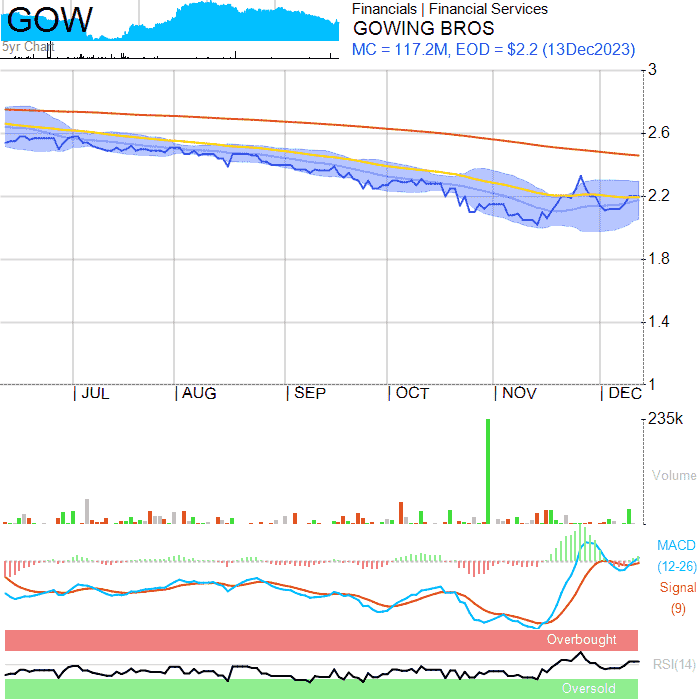 GOW
5yr Chart
Financials | Financial Services
GOWING BROS
MC = 117.2M, EOD = $2.2 (13Dec2023)
3
2.6
2.2
1.8
1.4
1
| JUL | AUG | SEP | OCT | NOV | DEC
235k
Volume
MACD
(12-26)
Signal
(9)
Overbought
RSI(14)
Oversold